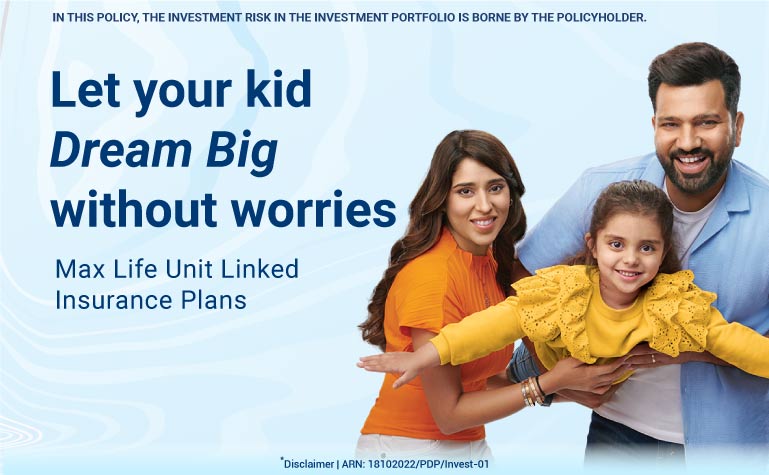 IN THIS POLICY, THE INVESTMENT RISK IN THE INVESTMENT PORTFOLIO IS BORNE BY THE POLICYHOLDER.
Let your kid
Dream Big
without worries
Max Life Unit Linked
Insurance Plans
*Disclaimer | ARN: 18102022/PDP/Invest-01